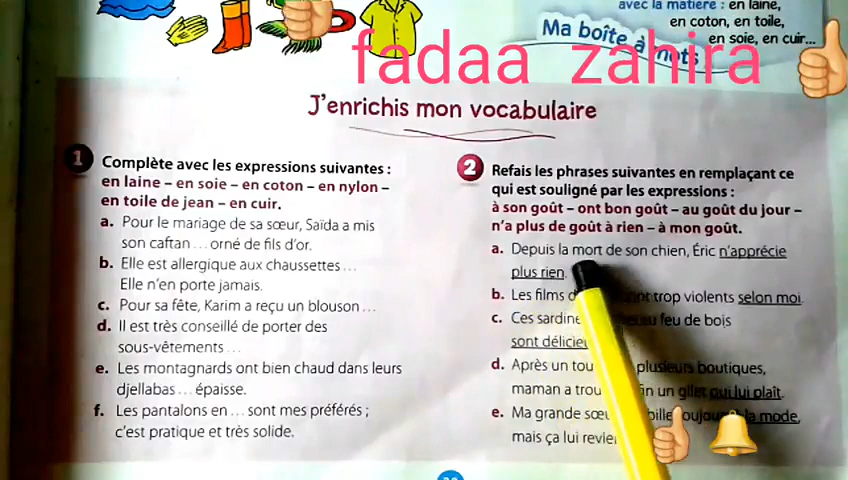 avec la matière : en laine,
en coton, en toile,
en soie, en cuir...
Ma boîte à mots
fadaa zahira
J'enrichis mon vocabulaire
1 Complète avec les expressions suivantes :
en laine – en soie – en coton – en nylon –
en toile de jean – en cuir.
a. Pour le mariage de sa sœur, Saïda a mis
son caftan ... orné de fils d'or.
b. Elle est allergique aux chaussettes ...
Elle n'en porte jamais.
c. Pour sa fête, Karim a reçu un blouson ...
d. Il est très conseillé de porter des
sous-vêtements ...
e. Les montagnards ont bien chaud dans leurs
djellabas ... épaisse.
f. Les pantalons en ... sont mes préférés ;
c'est pratique et très solide.
2 Refais les phrases suivantes en remplaçant ce
qui est souligné par les expressions :
à son goût – ont bon goût – au goût du jour –
n'a plus de goût à rien – à mon goût.
a. Depuis la mort de son chien, Éric n'apprécie
plus rien.
b. Les films trop violents selon moi.
c. Ces sardines au feu de bois
sont délicieu
d. Après un tou plusieurs boutiques,
maman a trou un gilet qui lui plaît.
e. Ma grande sœu toujours à la mode,
mais ça lui revie